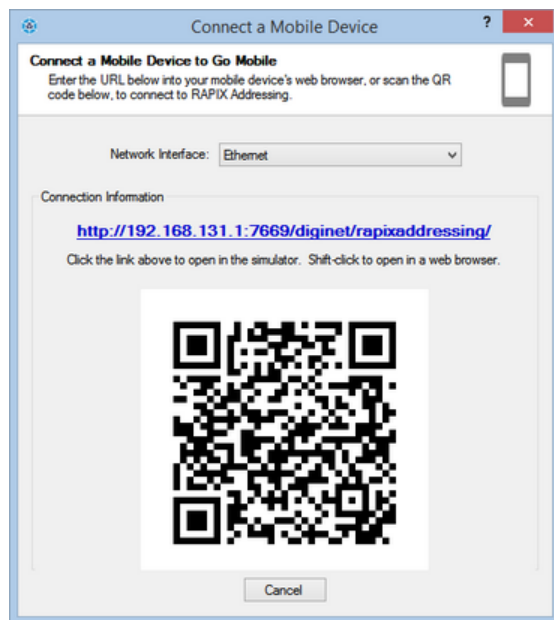 Connect a Mobile Device
?
Connect a Mobile Device to Go Mobile
Enter the URL below into your mobile device's web browser, or scan the QR
code below, to connect to RAPIX Addressing.
Network Interface: Ethernet
Connection Information
http://192.168.131.1:7669/diginet/rapixaddressing/
Click the link above to open in the simulator. Shift-click to open in a web browser.
Cancel